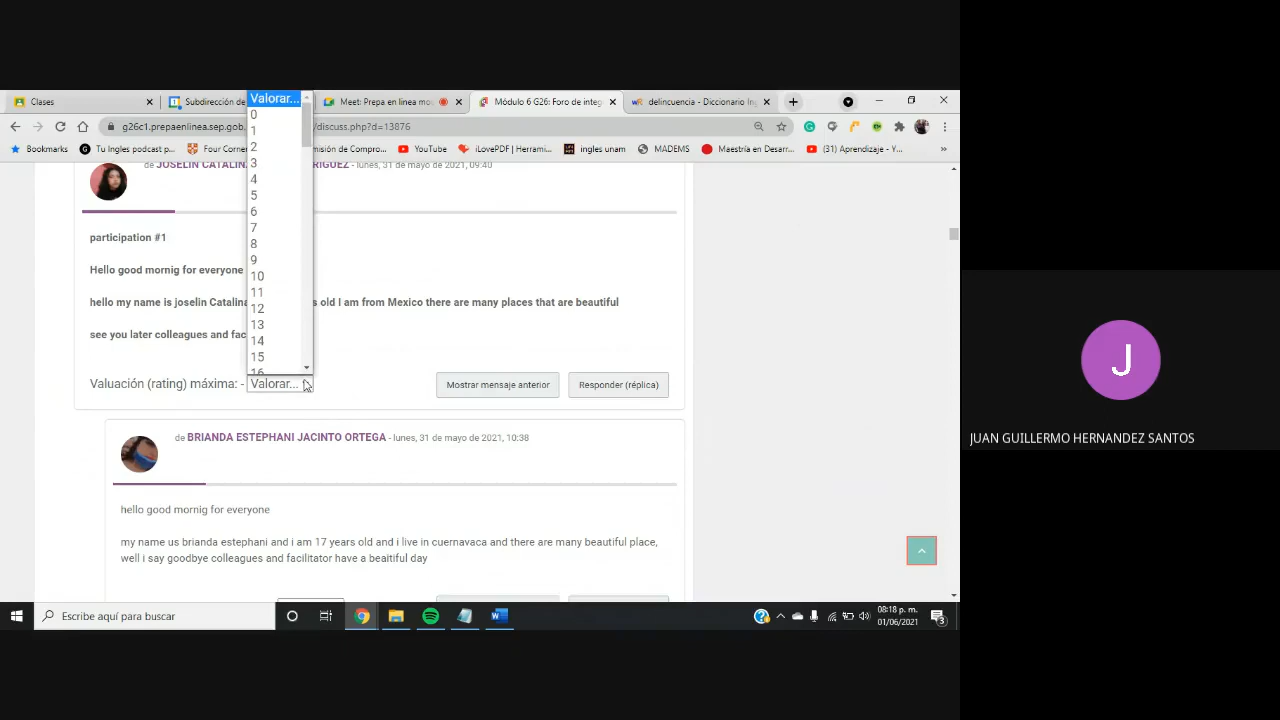 Clases
Subdirección de
Meet: Prepa en linea mo
Módulo 6 G26: Foro de integ
delincuencia - Diccionario Ing
g26c1.prepaenlinea.sep.gob.
/discuss.php?d=13876
Bookmarks
Tu Ingles podcast p...
Four Corner
misión de Compro...
YouTube
iLovePDF | Herrami...
ingles unam
MADEMS
Maestría en Desarr...
(31) Aprendizaje - Y...
»
Valorar...
0
1
2
3
4
5
6
7
8
9
10
11
12
13
14
15
16
de JOSELIN CATALIN
RIGUEZ - lunes, 31 de mayo de 2021, 09:40
participation #1
Hello good mornig for everyone
hello my name is joselin Catalina
s old I am from Mexico there are many places that are beautiful
see you later colleagues and fac
Valuación (rating) máxima: - Valorar...
Mostrar mensaje anterior
Responder (réplica)
de BRIANDA ESTEPHANI JACINTO ORTEGA - lunes, 31 de mayo de 2021, 10:38
hello good mornig for everyone
my name us brianda estephani and i am 17 years old and i live in cuernavaca and there are many beautiful place,
well i say goodbye colleagues and facilitator have a beaitiful day
J
JUAN GUILLERMO HERNANDEZ SANTOS
Escribe aquí para buscar
08:18 p. m.
01/06/2021
3